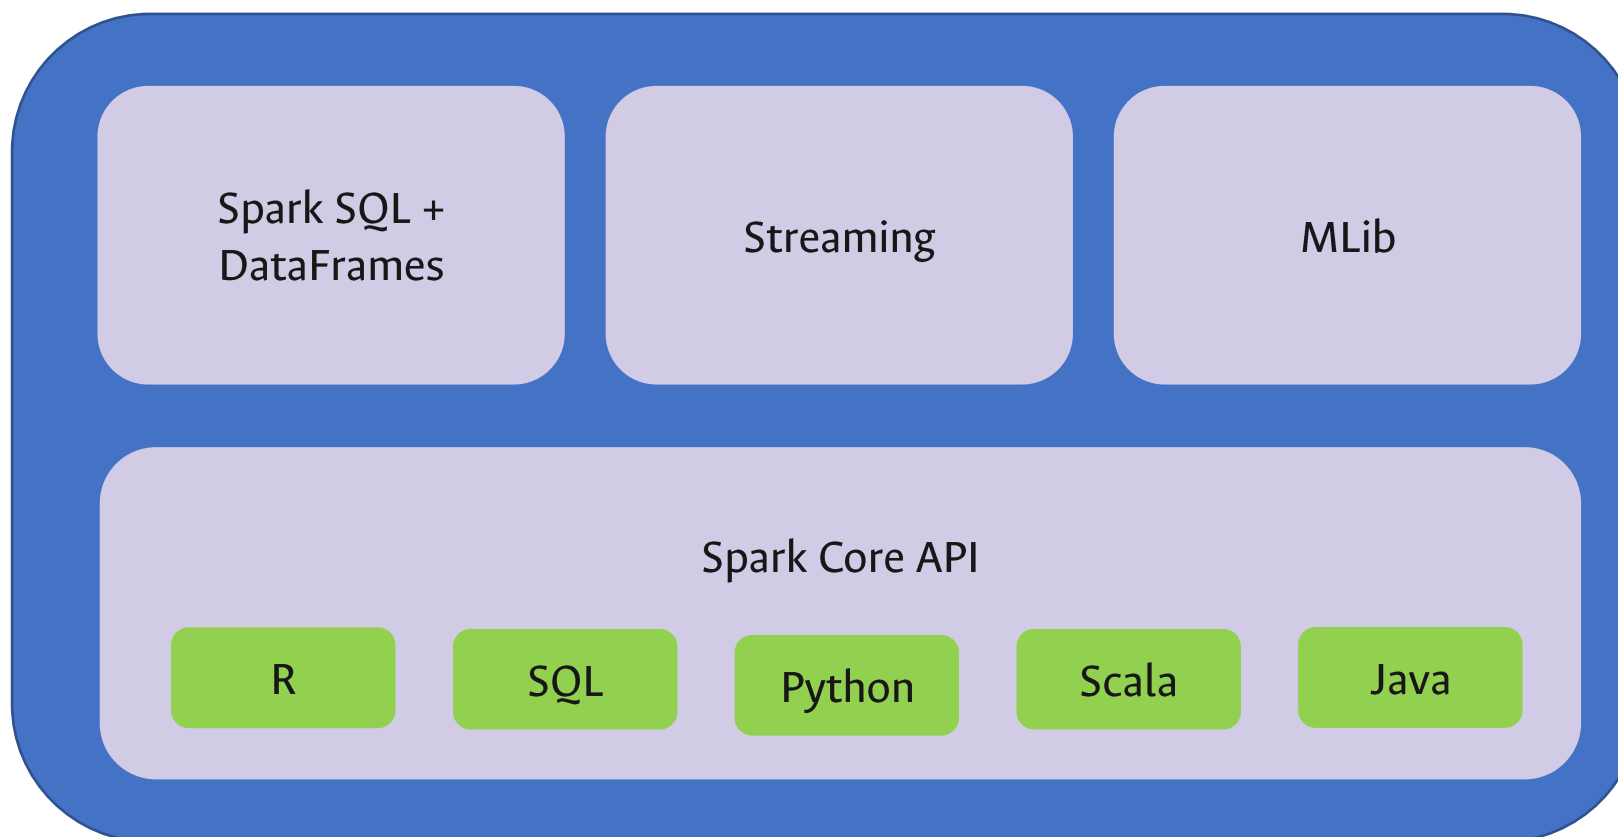 Spark SQL +
DataFrames
Streaming
MLib
Spark Core API
R
SQL
Python
Scala
Java